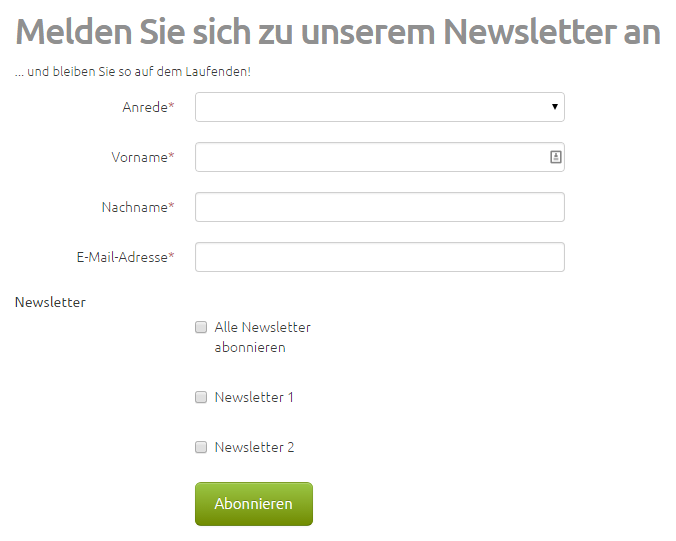 Melden Sie sich zu unserem Newsletter an
... und bleiben Sie so auf dem Laufenden!
Anrede*
Vorname*
Nachname*
E-Mail-Adresse*
Newsletter
Alle Newsletter
abonnieren
Newsletter 1
Newsletter 2
Abonnieren